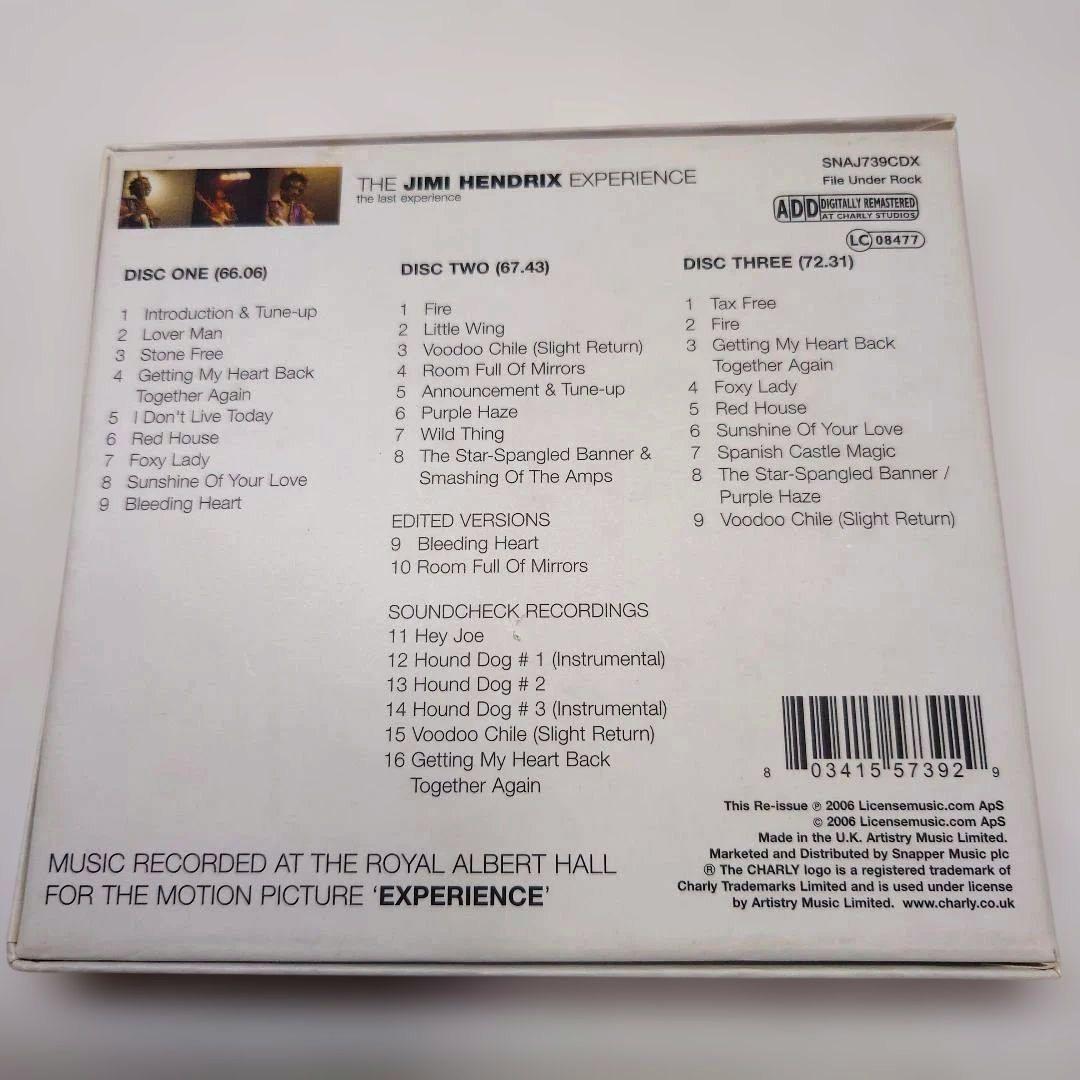 THE JIMI HENDRIX EXPERIENCE
the last experience
SNAJ739CDX
File Under Rock
ADD DIGITALLY REMASTERED
AT CHARLY STUDIOS
LC 08477
DISC ONE (66.06)
1 Introduction & Tune-up
2 Lover Man
3 Stone Free
4 Getting My Heart Back
Together Again
5 I Don't Live Today
6 Red House
7 Foxy Lady
8 Sunshine Of Your Love
9 Bleeding Heart
DISC TWO (67.43)
1 Fire
2 Little Wing
3 Voodoo Chile (Slight Return)
4 Room Full Of Mirrors
5 Announcement & Tune-up
6 Purple Haze
7 Wild Thing
8 The Star-Spangled Banner &
Smashing Of The Amps
EDITED VERSIONS
9 Bleeding Heart
10 Room Full Of Mirrors
SOUNDCHECK RECORDINGS
11 Hey Joe
12 Hound Dog # 1 (Instrumental)
13 Hound Dog # 2
14 Hound Dog # 3 (Instrumental)
15 Voodoo Chile (Slight Return)
16 Getting My Heart Back
Together Again
DISC THREE (72.31)
1 Tax Free
2 Fire
3 Getting My Heart Back
Together Again
4 Foxy Lady
5 Red House
6 Sunshine Of Your Love
7 Spanish Castle Magic
8 The Star-Spangled Banner /
Purple Haze
9 Voodoo Chile (Slight Return)
8 03415 57392 9
This Re-issue ℗ 2006 Licensemusic.com ApS
© 2006 Licensemusic.com ApS
Made in the U.K. Artistry Music Limited.
Marketed and Distributed by Snapper Music plc
® The CHARLY logo is a registered trademark of
Charly Trademarks Limited and is used under license
by Artistry Music Limited. www.charly.co.uk
MUSIC RECORDED AT THE ROYAL ALBERT HALL
FOR THE MOTION PICTURE 'EXPERIENCE'